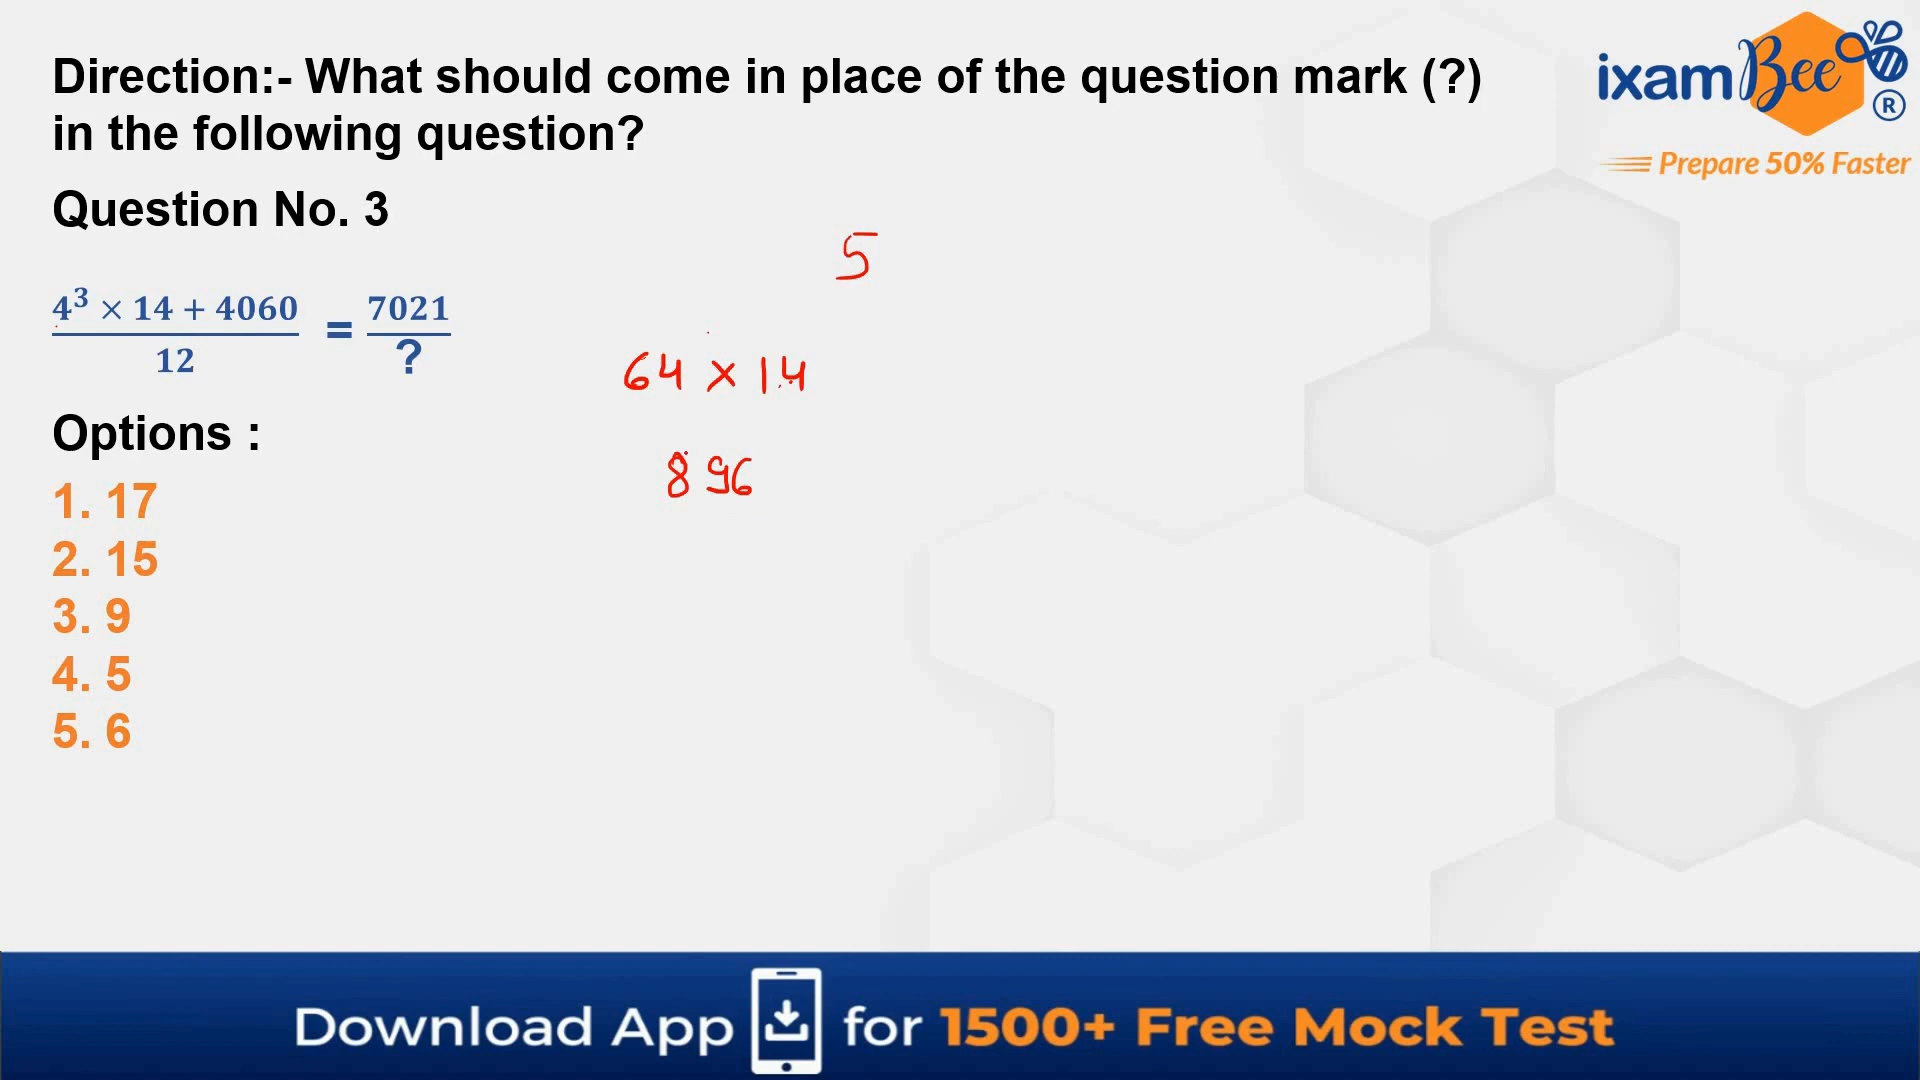 Direction:- What should come in place of the question mark (?)
in the following question?
ixamBee®
Prepare 50% Faster
Question No. 3
5
4³ × 14 + 4060 / 12 = 7021 / ?
64 × 14
Options :
896
1. 17
2. 15
3. 9
4. 5
5. 6
Download App for 1500+ Free Mock Test